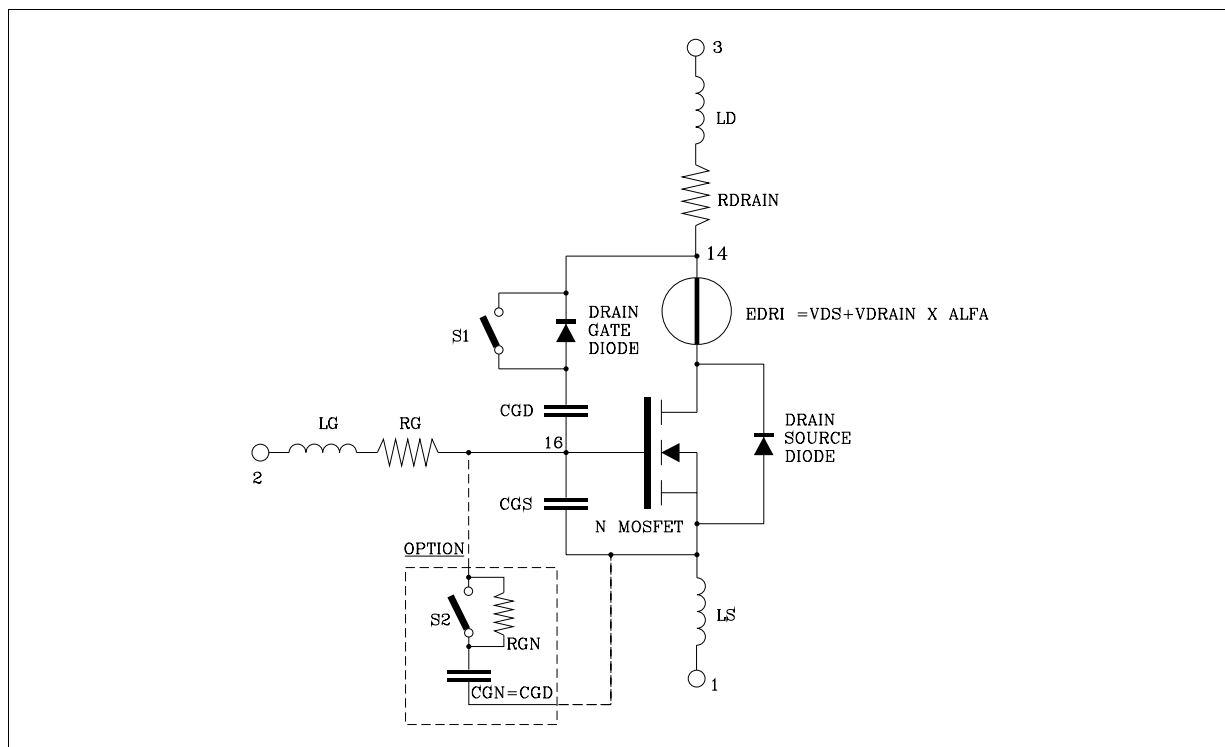 3
LD
RDRAIN
14
DRAIN
GATE
DIODE
S1
EDRI =VDS+VDRAIN X ALFA
CGD
LG
RG
16
2
DRAIN
SOURCE
DIODE
CGS
N MOSFET
OPTION
S2
RGN
LS
CGN=CGD
1